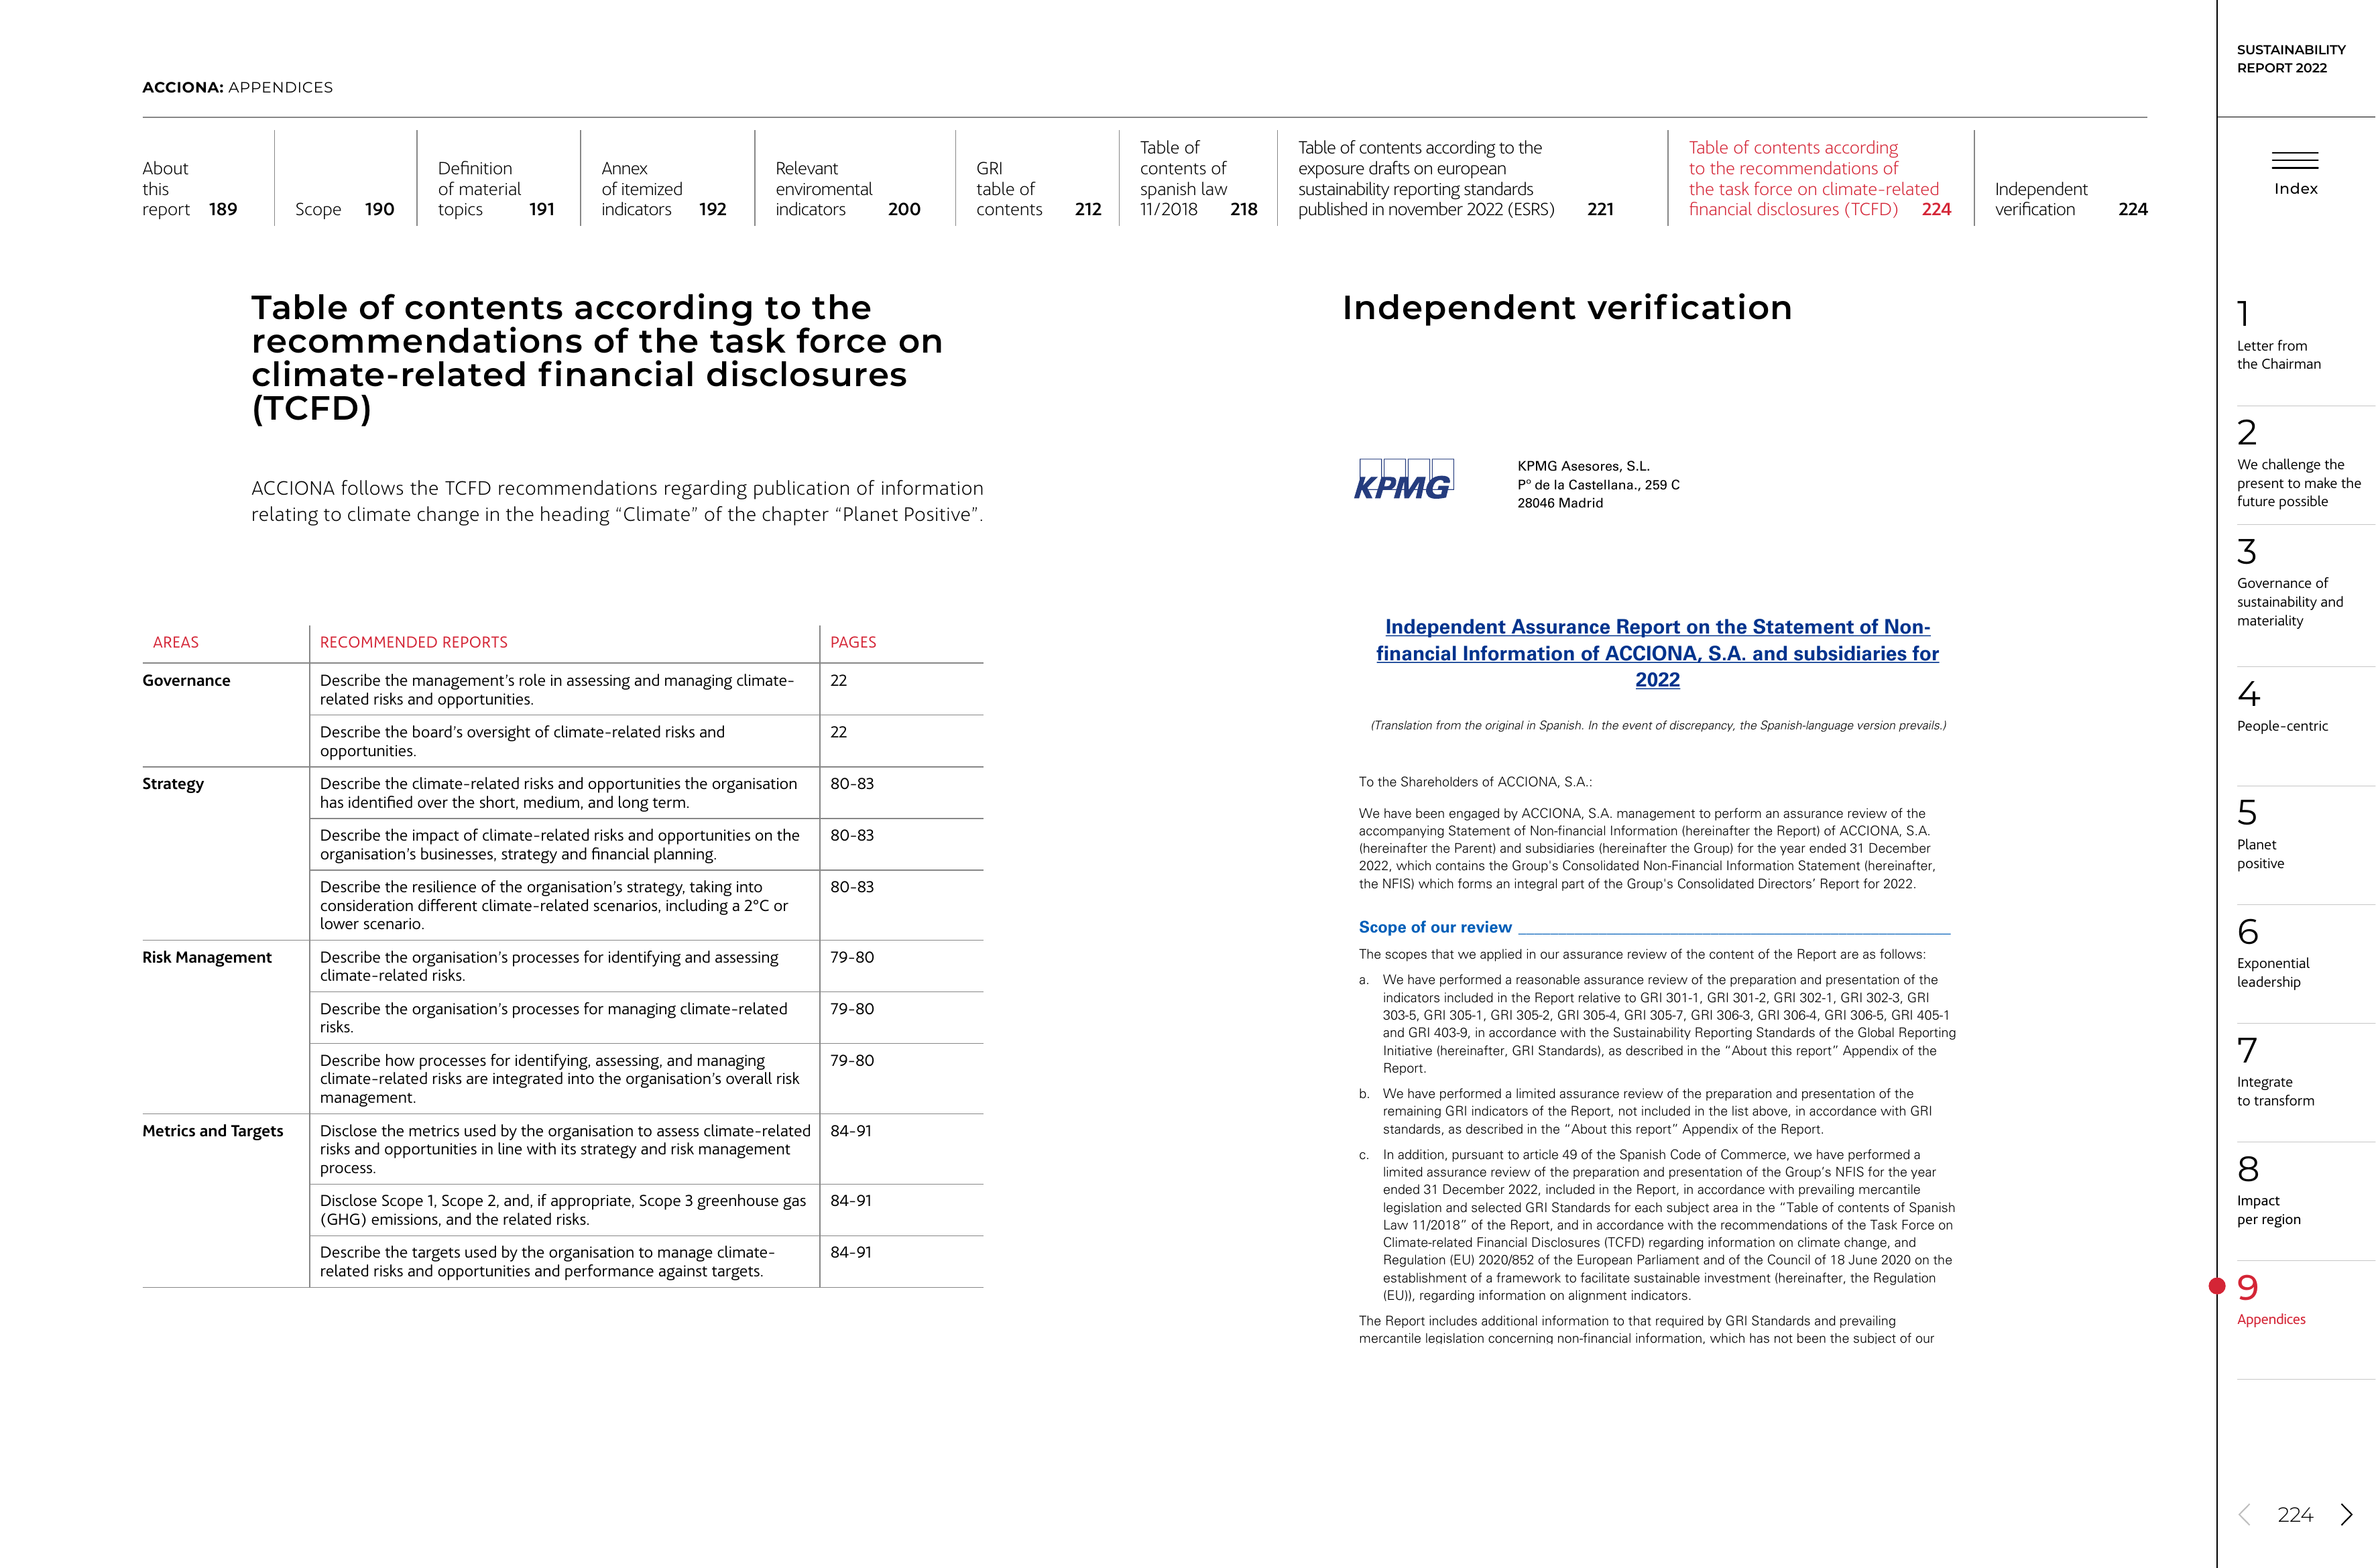 ACCIONA: APPENDICES
About
this
report 189
Scope 190
Definition
of material
topics 191
Annex
of itemized
indicators 192
Relevant
enviromental
indicators 200
GRI
table of
contents 212
Table of
contents of
spanish law
11/2018 218
Table of contents according to the
exposure drafts on european
sustainability reporting standards
published in november 2022 (ESRS) 221
Table of contents according
to the recommendations of
the task force on climate-related
financial disclosures (TCFD) 224
Independent
verification 224
Table of contents according to the
recommendations of the task force on
climate-related financial disclosures
(TCFD)
ACCIONA follows the TCFD recommendations regarding publication of information
relating to climate change in the heading “Climate” of the chapter “Planet Positive”.
AREAS RECOMMENDED REPORTS PAGES
Governance Describe the management’s role in assessing and managing climate- 22
related risks and opportunities.
Describe the board’s oversight of climate-related risks and 22
opportunities.
Strategy Describe the climate-related risks and opportunities the organisation 80-83
has identified over the short, medium, and long term.
Describe the impact of climate-related risks and opportunities on the 80-83
organisation’s businesses, strategy and financial planning.
Describe the resilience of the organisation’s strategy, taking into 80-83
consideration different climate-related scenarios, including a 2°C or
lower scenario.
Risk Management Describe the organisation’s processes for identifying and assessing 79-80
climate-related risks.
Describe the organisation’s processes for managing climate-related 79-80
risks.
Describe how processes for identifying, assessing, and managing 79-80
climate-related risks are integrated into the organisation’s overall risk
management.
Metrics and Targets Disclose the metrics used by the organisation to assess climate-related 84-91
risks and opportunities in line with its strategy and risk management
process.
Disclose Scope 1, Scope 2, and, if appropriate, Scope 3 greenhouse gas 84-91
(GHG) emissions, and the related risks.
Describe the targets used by the organisation to manage climate- 84-91
related risks and opportunities and performance against targets.
Independent verification
KPMG
KPMG Asesores, S.L.
Pº de la Castellana., 259 C
28046 Madrid
Independent Assurance Report on the Statement of Non-
financial Information of ACCIONA, S.A. and subsidiaries for
2022
(Translation from the original in Spanish. In the event of discrepancy, the Spanish-language version prevails.)
To the Shareholders of ACCIONA, S.A.:
We have been engaged by ACCIONA, S.A. management to perform an assurance review of the
accompanying Statement of Non-financial Information (hereinafter the Report) of ACCIONA, S.A.
(hereinafter the Parent) and subsidiaries (hereinafter the Group) for the year ended 31 December
2022, which contains the Group's Consolidated Non-Financial Information Statement (hereinafter,
the NFIS) which forms an integral part of the Group's Consolidated Directors’ Report for 2022.
Scope of our review
The scopes that we applied in our assurance review of the content of the Report are as follows:
a. We have performed a reasonable assurance review of the preparation and presentation of the
indicators included in the Report relative to GRI 301-1, GRI 301-2, GRI 302-1, GRI 302-3, GRI
303-5, GRI 305-1, GRI 305-2, GRI 305-4, GRI 305-7, GRI 306-3, GRI 306-4, GRI 306-5, GRI 405-1
and GRI 403-9, in accordance with the Sustainability Reporting Standards of the Global Reporting
Initiative (hereinafter, GRI Standards), as described in the “About this report” Appendix of the
Report.
b. We have performed a limited assurance review of the preparation and presentation of the
remaining GRI indicators of the Report, not included in the list above, in accordance with GRI
standards, as described in the “About this report” Appendix of the Report.
c. In addition, pursuant to article 49 of the Spanish Code of Commerce, we have performed a
limited assurance review of the preparation and presentation of the Group’s NFIS for the year
ended 31 December 2022, included in the Report, in accordance with prevailing mercantile
legislation and selected GRI Standards for each subject area in the “Table of contents of Spanish
Law 11/2018” of the Report, and in accordance with the recommendations of the Task Force on
Climate-related Financial Disclosures (TCFD) regarding information on climate change, and
Regulation (EU) 2020/852 of the European Parliament and of the Council of 18 June 2020 on the
establishment of a framework to facilitate sustainable investment (hereinafter, the Regulation
(EU)), regarding information on alignment indicators.
The Report includes additional information to that required by GRI Standards and prevailing
mercantile legislation concerning non-financial information, which has not been the subject of our
SUSTAINABILITY
REPORT 2022
Index
1
Letter from
the Chairman
2
We challenge the
present to make the
future possible
3
Governance of
sustainability and
materiality
4
People-centric
5
Planet
positive
6
Exponential
leadership
7
Integrate
to transform
8
Impact
per region
9
Appendices
224